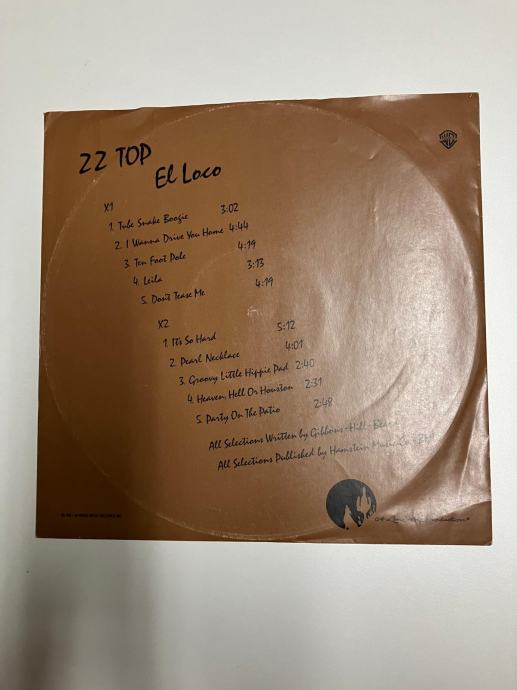 ZZ TOP
El Loco
X1
1. Tube Snake Boogie 3:02
2. I Wanna Drive You Home 4:44
3. Ten Foot Pole 4:19
4. Leila 3:13
5. Don't Tease Me 4:19
X2
1. It's So Hard 5:12
2. Pearl Necklace 4:01
3. Groovy Little Hippie Pad 2:40
4. Heaven, Hell Or Houston 2:31
5. Party On The Patio 2:48
All Selections Written by Gibbons-Hill-Beard
All Selections Published by Hamstein Music Co.